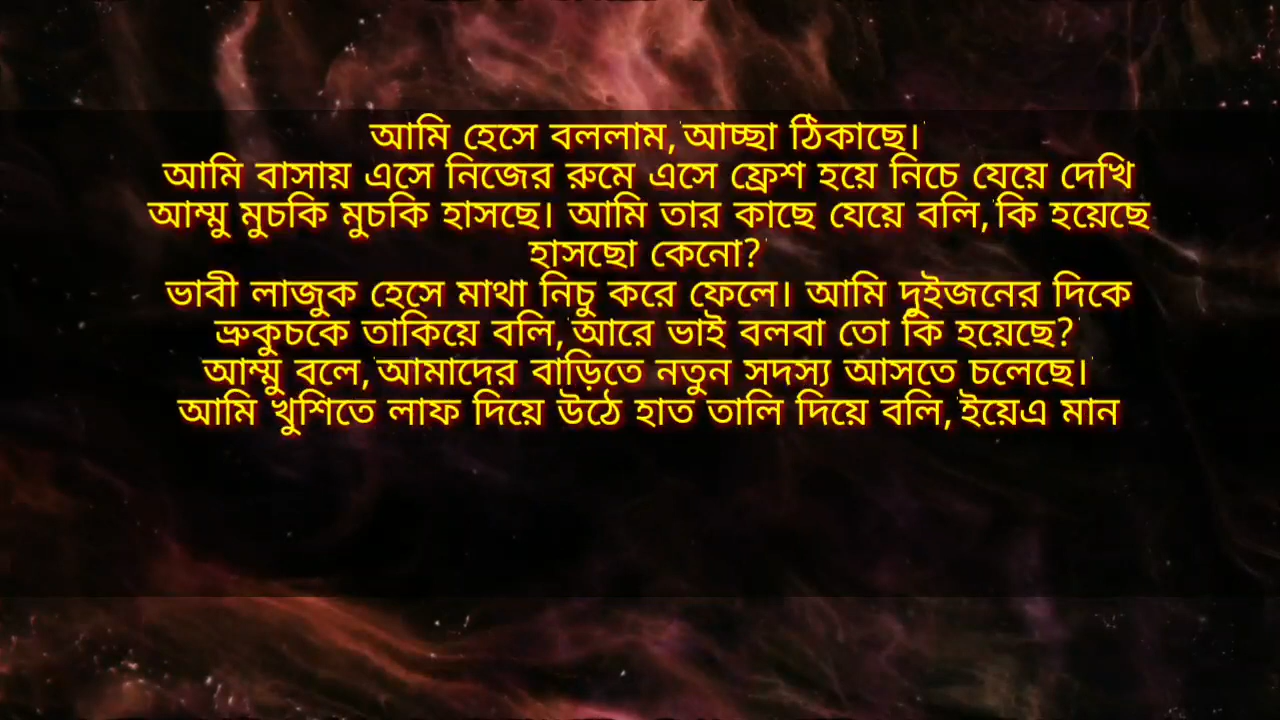 আমি হেসে বললাম, আচ্ছা ঠিকাছে।
আমি বাসায় এসে নিজের রুমে এসে ফ্রেশ হয়ে নিচে যেয়ে দেখি
আম্মু মুচকি মুচকি হাসছে। আমি তার কাছে যেয়ে বলি, কি হয়েছে
হাসছো কেনো?
ভাবী লাজুক হেসে মাথা নিচু করে ফেলে। আমি দুইজনের দিকে
ভ্রুকুচকে তাকিয়ে বলি, আরে ভাই বলবা তো কি হয়েছে?
আম্মু বলে, আমাদের বাড়িতে নতুন সদস্য আসতে চলেছে।
আমি খুশিতে লাফ দিয়ে উঠে হাত তালি দিয়ে বলি, ইয়েএ মান